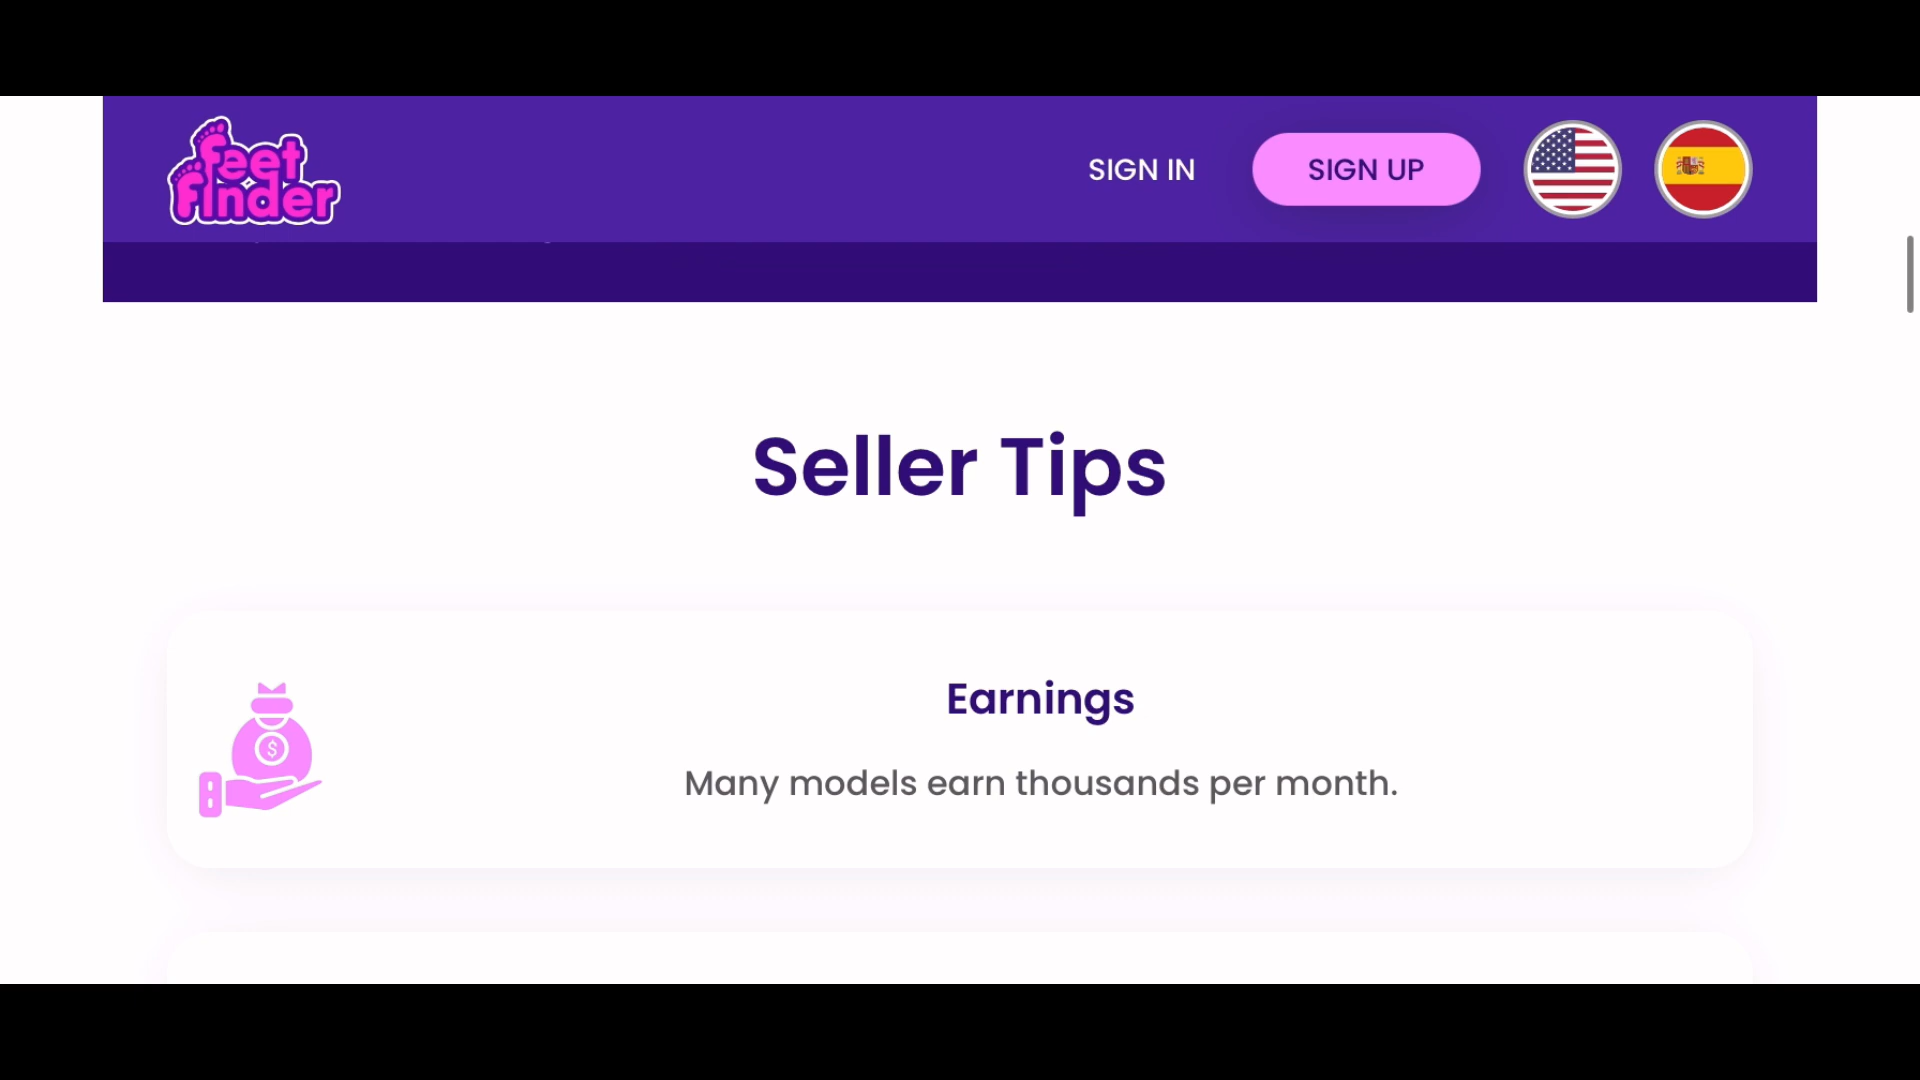 feet
finder
SIGN IN
SIGN UP
Seller Tips
$
Earnings
Many models earn thousands per month.